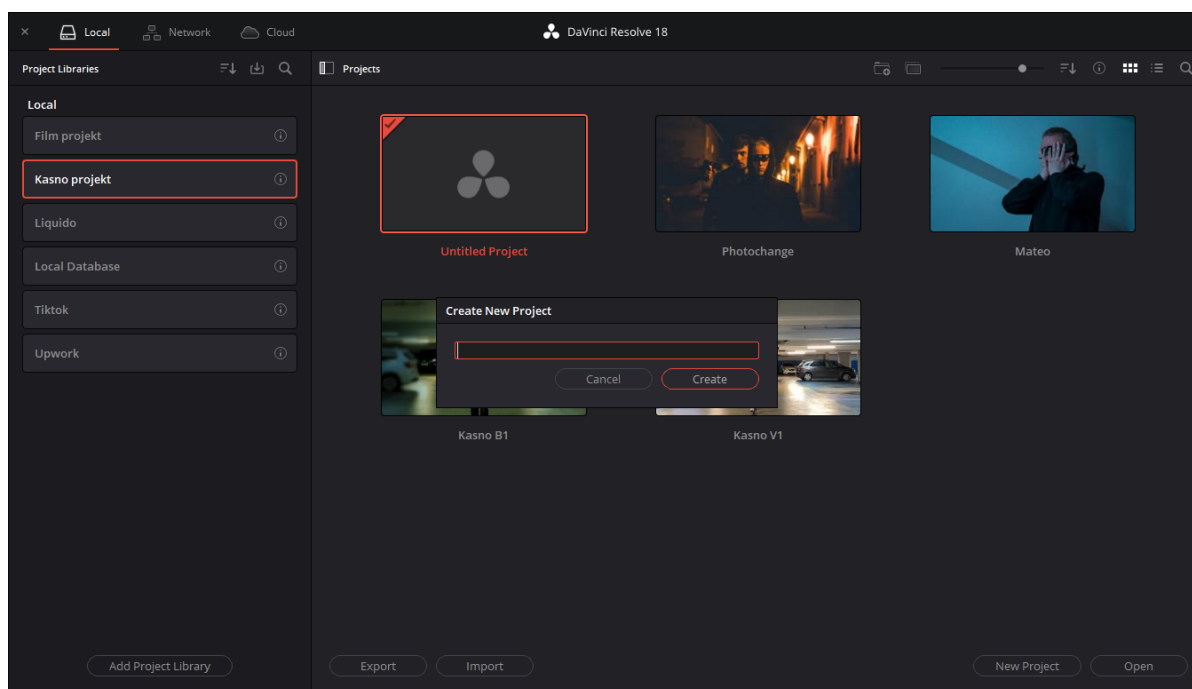 Local
Network
Cloud
DaVinci Resolve 18
Project Libraries
Projects
Local
Film projekt
Kasno projekt
Liquido
Local Database
Tiktok
Upwork
Add Project Library
Untitled Project
Photochange
Mateo
Create New Project
Cancel
Create
Kasno B1
Kasno V1
Export
Import
New Project
Open